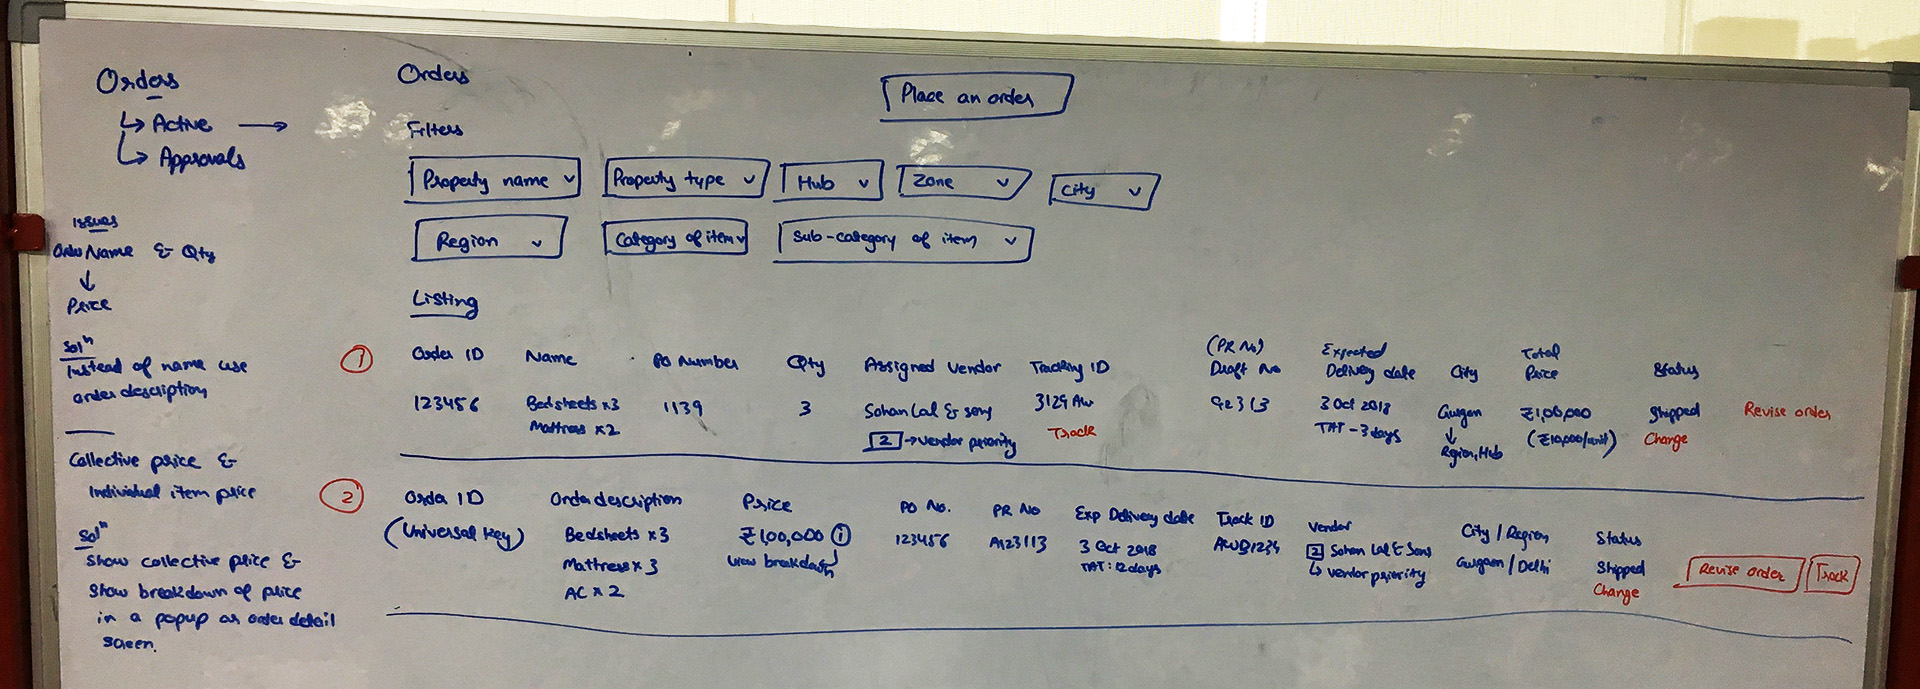 Orders
Active
Approvals
Issues
Order Name & Qty
Price
Solⁿ
Instead of name use
order description
Collective price &
Individual item price
Solⁿ
Show collective price &
Show breakdown of price
in a popup or order detail
screen.
Orders
Place an order
Filters
Property name
Property type
Hub
Zone
City
Region
Category of item
Sub-category of item
Listing
1
Order ID Name PO Number Qty Assigned Vendor Tracking ID (PR No) Draft No Expected Delivery date City Total Price Status
123456 Bedsheets x3 1139 3 Sohan Lal & sons 3129 AW 92313 3 Oct 2018 Gurgaon ₹1,00,000 Shipped Revise order
Mattress x2 2 → Vendor priority Track TAT - 3 days Region, Hub (₹10,000/unit) Change
2
Order ID Order description Price PO No. PR No Exp Delivery date Track ID Vendor City / Region Status
(Universal Key) Bedsheets x3 ₹1,00,000 i 123456 A123113 3 Oct 2018 AWB1234 2 Sohan Lal & Sons Gurgaon / Delhi Shipped Revise order Track
Mattress x 3 View breakdown TAT: 12 days Vendor priority Change
AC x 2